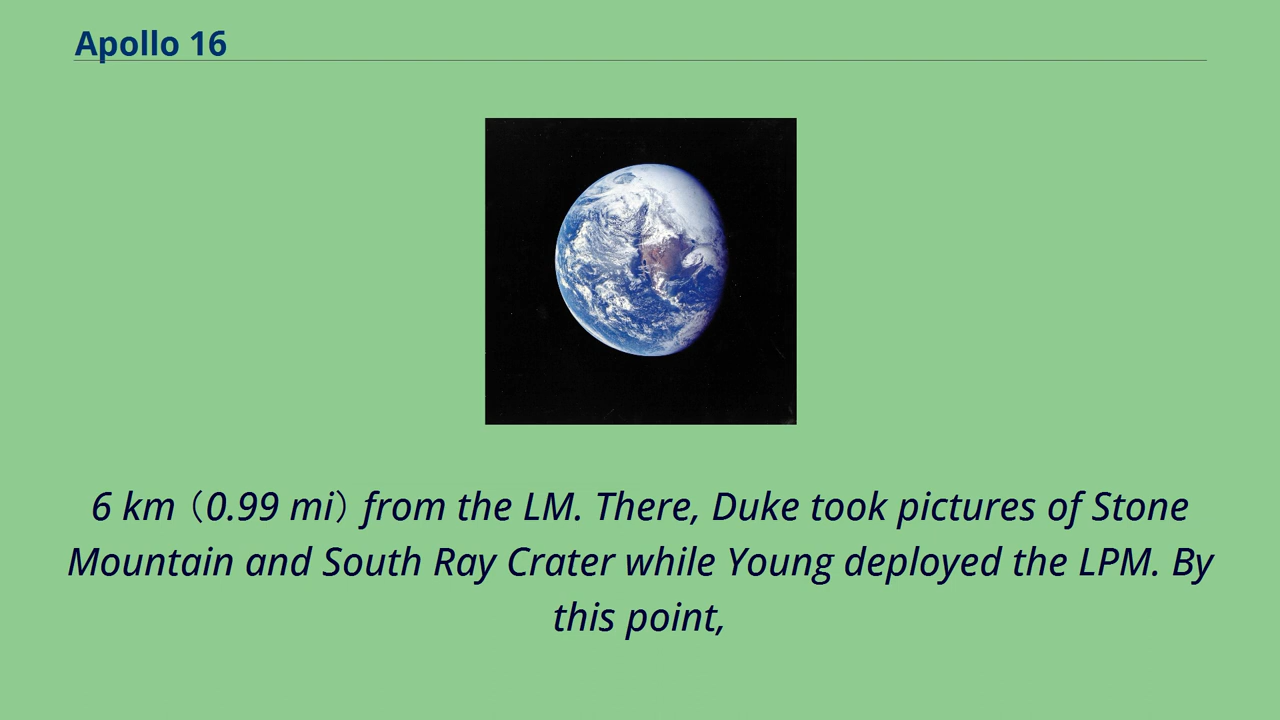 Apollo 16
6 km（0.99 mi）from the LM. There, Duke took pictures of Stone
Mountain and South Ray Crater while Young deployed the LPM. By
this point,